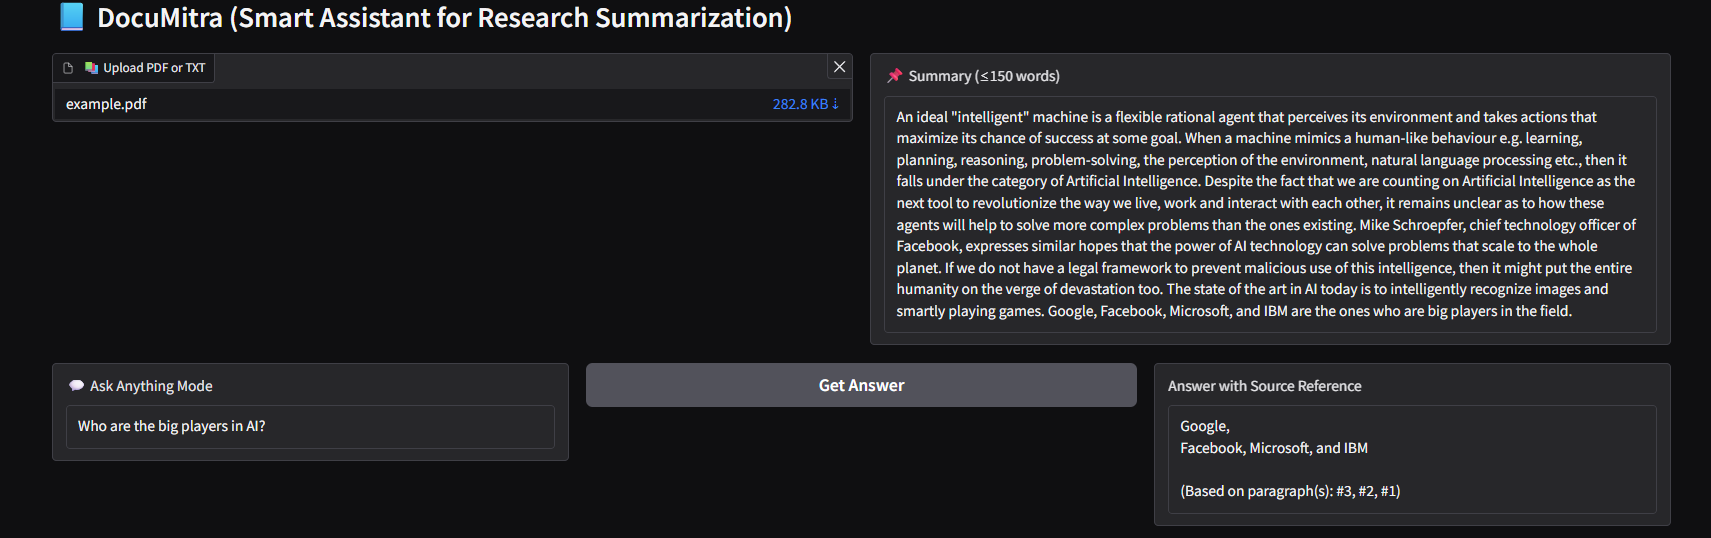 DocuMitra (Smart Assistant for Research Summarization)
Upload PDF or TXT
example.pdf
282.8 KB ↓
Summary (≤150 words)
An ideal "intelligent" machine is a flexible rational agent that perceives its environment and takes actions that
maximize its chance of success at some goal. When a machine mimics a human-like behaviour e.g. learning,
planning, reasoning, problem-solving, the perception of the environment, natural language processing etc., then it
falls under the category of Artificial Intelligence. Despite the fact that we are counting on Artificial Intelligence as the
next tool to revolutionize the way we live, work and interact with each other, it remains unclear as to how these
agents will help to solve more complex problems than the ones existing. Mike Schroepfer, chief technology officer of
Facebook, expresses similar hopes that the power of AI technology can solve problems that scale to the whole
planet. If we do not have a legal framework to prevent malicious use of this intelligence, then it might put the entire
humanity on the verge of devastation too. The state of the art in AI today is to intelligently recognize images and
smartly playing games. Google, Facebook, Microsoft, and IBM are the ones who are big players in the field.
Ask Anything Mode
Who are the big players in AI?
Get Answer
Answer with Source Reference
Google,
Facebook, Microsoft, and IBM
(Based on paragraph(s): #3, #2, #1)